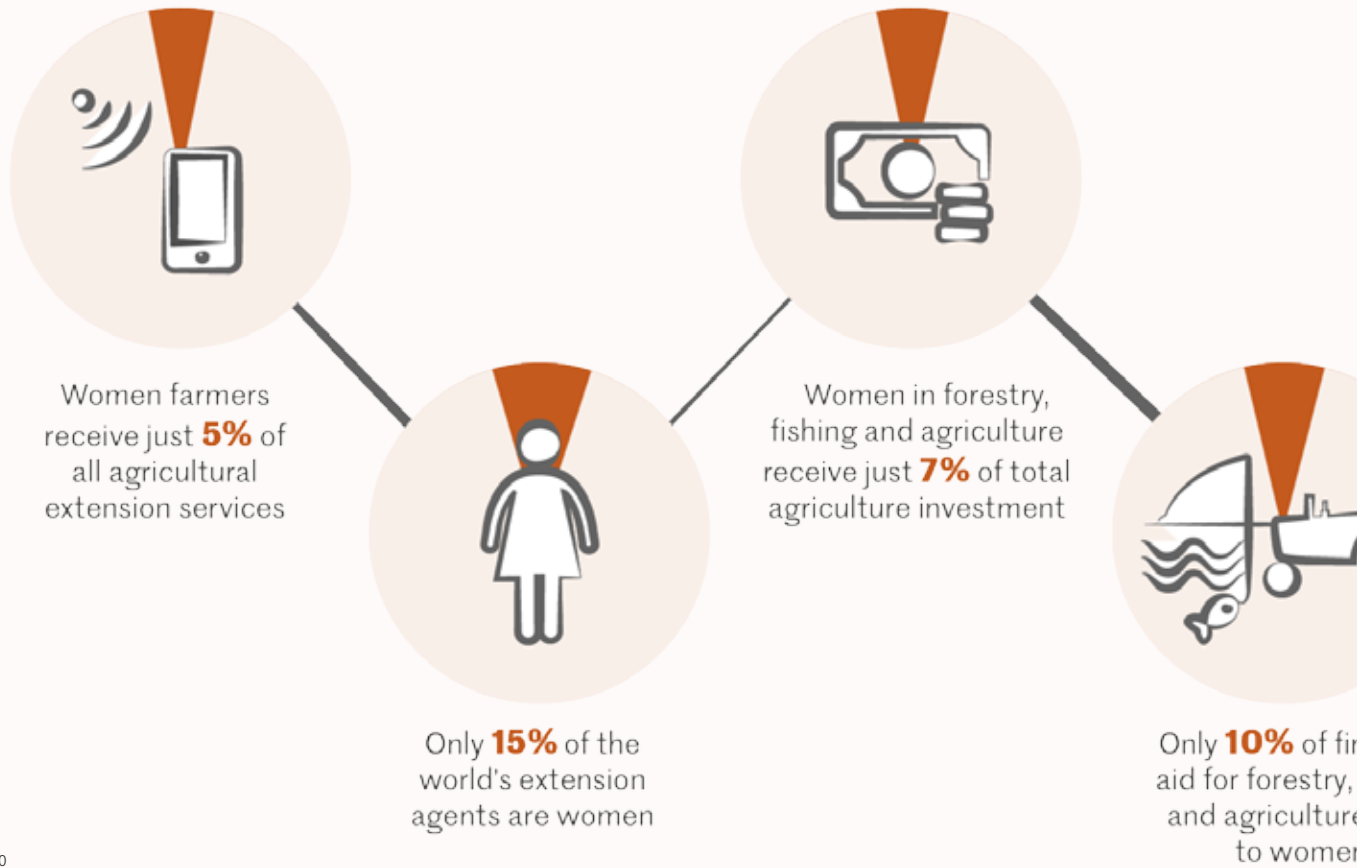 Women farmers
receive just 5% of
all agricultural
extension services
Only 15% of the
world's extension
agents are women
Women in forestry,
fishing and agriculture
receive just 7% of total
agriculture investment
Only 10% of
aid for forestry,
and agriculture
to
0